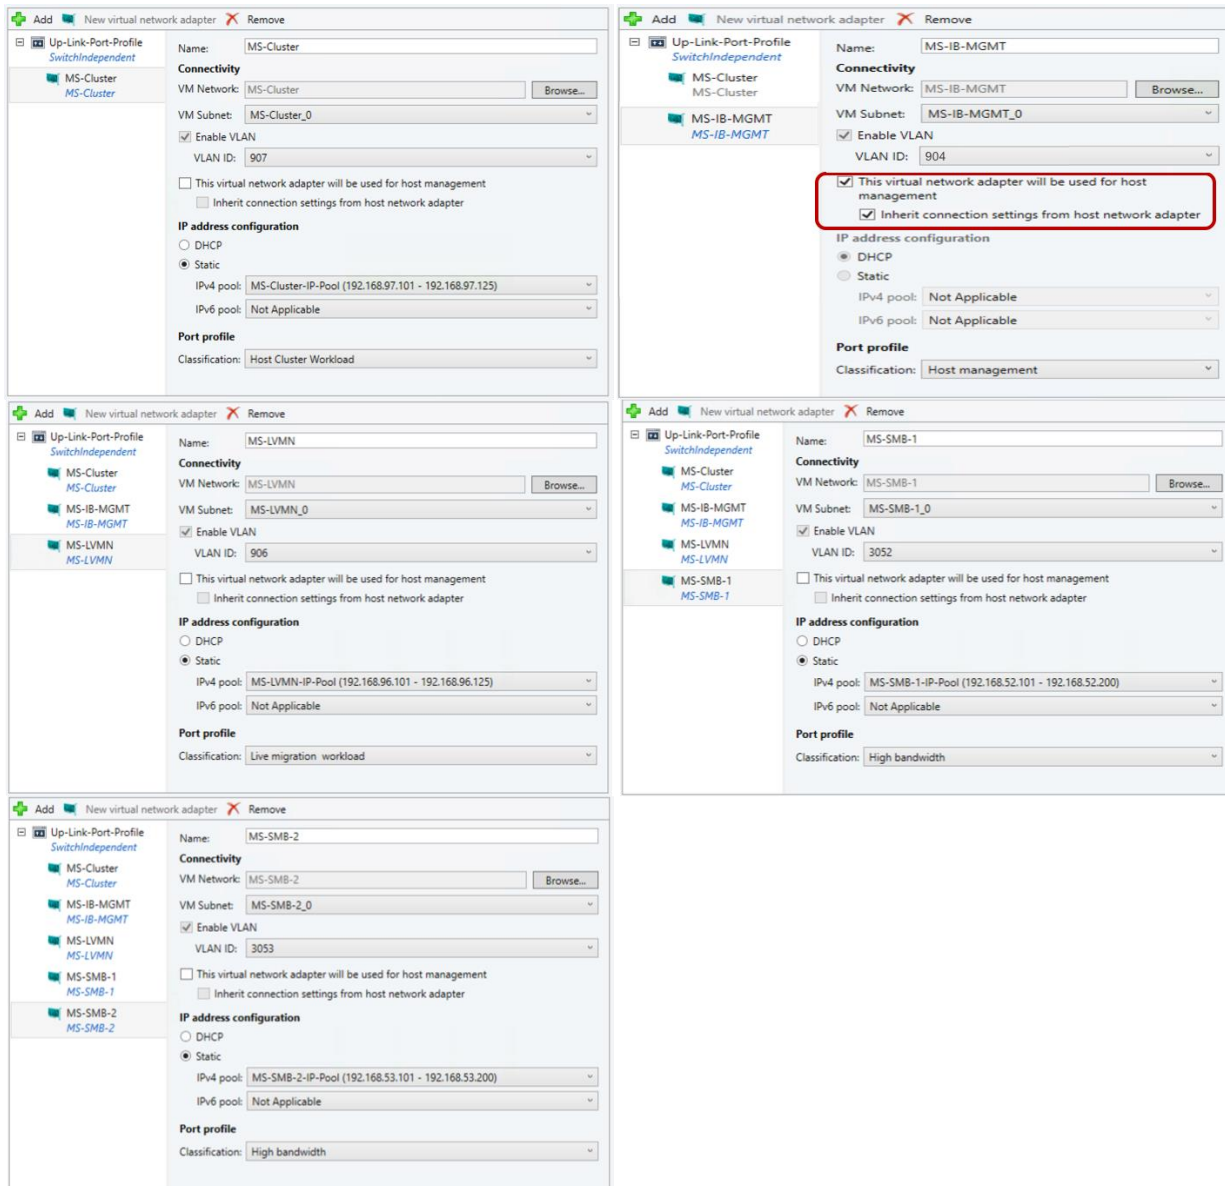 Add New virtual network adapter Remove
Up-Link-Port-Profile
SwitchIndependent
MS-Cluster
MS-Cluster
Name: MS-Cluster
Connectivity
VM Network: MS-Cluster Browse...
VM Subnet: MS-Cluster_0
Enable VLAN
VLAN ID: 907
This virtual network adapter will be used for host management
Inherit connection settings from host network adapter
IP address configuration
DHCP
Static
IPv4 pool: MS-Cluster-IP-Pool (192.168.97.101 - 192.168.97.125)
IPv6 pool: Not Applicable
Port profile
Classification: Host Cluster Workload
Add New virtual network adapter Remove
Up-Link-Port-Profile
SwitchIndependent
MS-Cluster
MS-Cluster
MS-IB-MGMT
MS-IB-MGMT
Name: MS-IB-MGMT
Connectivity
VM Network: MS-IB-MGMT Browse...
VM Subnet: MS-IB-MGMT_0
Enable VLAN
VLAN ID: 904
This virtual network adapter will be used for host
management
Inherit connection settings from host network adapter
IP address configuration
DHCP
Static
IPv4 pool: Not Applicable
IPv6 pool: Not Applicable
Port profile
Classification: Host management
Add New virtual network adapter Remove
Up-Link-Port-Profile
SwitchIndependent
MS-Cluster
MS-Cluster
MS-IB-MGMT
MS-IB-MGMT
MS-LVMN
MS-LVMN
Name: MS-LVMN
Connectivity
VM Network: MS-LVMN Browse...
VM Subnet: MS-LVMN_0
Enable VLAN
VLAN ID: 906
This virtual network adapter will be used for host management
Inherit connection settings from host network adapter
IP address configuration
DHCP
Static
IPv4 pool: MS-LVMN-IP-Pool (192.168.96.101 - 192.168.96.125)
IPv6 pool: Not Applicable
Port profile
Classification: Live migration workload
Add New virtual network adapter Remove
Up-Link-Port-Profile
SwitchIndependent
MS-Cluster
MS-Cluster
MS-IB-MGMT
MS-IB-MGMT
MS-LVMN
MS-LVMN
MS-SMB-1
MS-SMB-1
Name: MS-SMB-1
Connectivity
VM Network: MS-SMB-1 Browse...
VM Subnet: MS-SMB-1_0
Enable VLAN
VLAN ID: 3052
This virtual network adapter will be used for host management
Inherit connection settings from host network adapter
IP address configuration
DHCP
Static
IPv4 pool: MS-SMB-1-IP-Pool (192.168.52.101 - 192.168.52.200)
IPv6 pool: Not Applicable
Port profile
Classification: High bandwidth
Add New virtual network adapter Remove
Up-Link-Port-Profile
SwitchIndependent
MS-Cluster
MS-Cluster
MS-IB-MGMT
MS-IB-MGMT
MS-LVMN
MS-LVMN
MS-SMB-1
MS-SMB-1
MS-SMB-2
MS-SMB-2
Name: MS-SMB-2
Connectivity
VM Network: MS-SMB-2 Browse...
VM Subnet: MS-SMB-2_0
Enable VLAN
VLAN ID: 3053
This virtual network adapter will be used for host management
Inherit connection settings from host network adapter
IP address configuration
DHCP
Static
IPv4 pool: MS-SMB-2-IP-Pool (192.168.53.101 - 192.168.53.200)
IPv6 pool: Not Applicable
Port profile
Classification: High bandwidth